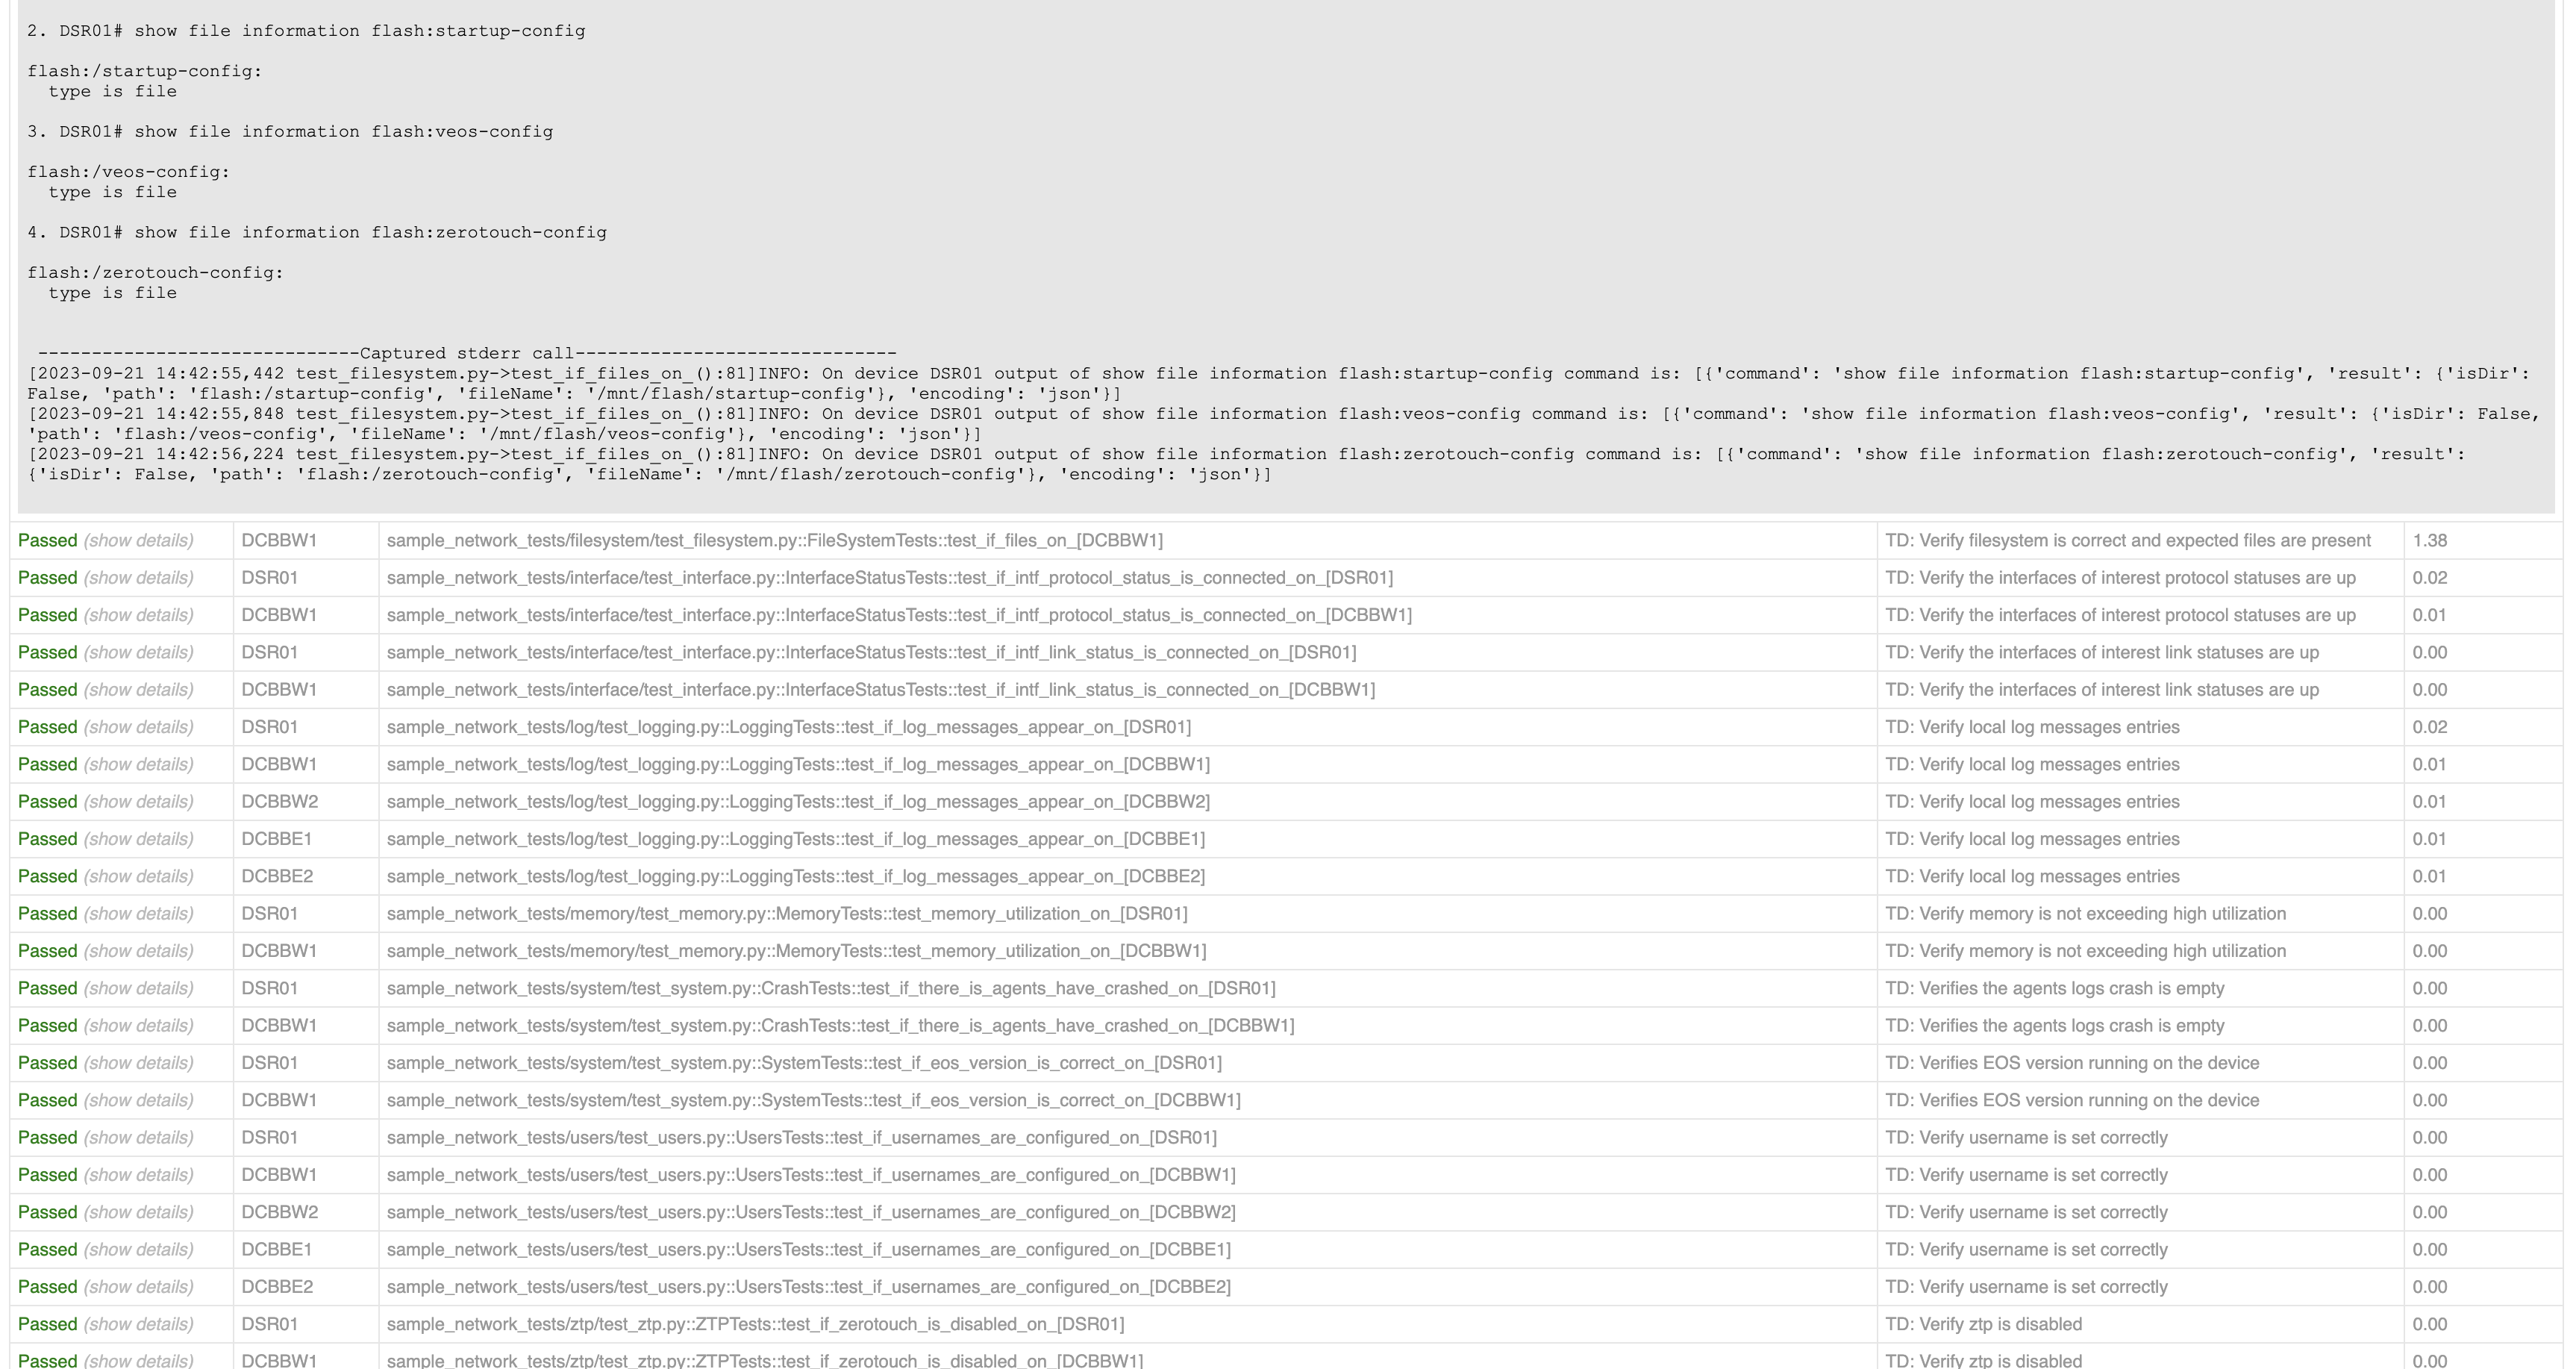 2. DSR01# show file information flash:startup-config
flash:/startup-config:
  type is file
3. DSR01# show file information flash:veos-config
flash:/veos-config:
  type is file
4. DSR01# show file information flash:zerotouch-config
flash:/zerotouch-config:
  type is file
------------------------------Captured stderr call------------------------------
[2023-09-21 14:42:55,442 test_filesystem.py->test_if_files_on_():81]INFO: On device DSR01 output of show file information flash:startup-config command is: [{'command': 'show file information flash:startup-config', 'result': {'isDir':
False, 'path': 'flash:/startup-config', 'fileName': '/mnt/flash/startup-config'}, 'encoding': 'json'}]
[2023-09-21 14:42:55,848 test_filesystem.py->test_if_files_on_():81]INFO: On device DSR01 output of show file information flash:veos-config command is: [{'command': 'show file information flash:veos-config', 'result': {'isDir': False,
'path': 'flash:/veos-config', 'fileName': '/mnt/flash/veos-config'}, 'encoding': 'json'}]
[2023-09-21 14:42:56,224 test_filesystem.py->test_if_files_on_():81]INFO: On device DSR01 output of show file information flash:zerotouch-config command is: [{'command': 'show file information flash:zerotouch-config', 'result':
{'isDir': False, 'path': 'flash:/zerotouch-config', 'fileName': '/mnt/flash/zerotouch-config'}, 'encoding': 'json'}]
Passed (show details) DCBBW1 sample_network_tests/filesystem/test_filesystem.py::FileSystemTests::test_if_files_on_[DCBBW1] TD: Verify filesystem is correct and expected files are present 1.38
Passed (show details) DSR01 sample_network_tests/interface/test_interface.py::InterfaceStatusTests::test_if_intf_protocol_status_is_connected_on_[DSR01] TD: Verify the interfaces of interest protocol statuses are up 0.02
Passed (show details) DCBBW1 sample_network_tests/interface/test_interface.py::InterfaceStatusTests::test_if_intf_protocol_status_is_connected_on_[DCBBW1] TD: Verify the interfaces of interest protocol statuses are up 0.01
Passed (show details) DSR01 sample_network_tests/interface/test_interface.py::InterfaceStatusTests::test_if_intf_link_status_is_connected_on_[DSR01] TD: Verify the interfaces of interest link statuses are up 0.00
Passed (show details) DCBBW1 sample_network_tests/interface/test_interface.py::InterfaceStatusTests::test_if_intf_link_status_is_connected_on_[DCBBW1] TD: Verify the interfaces of interest link statuses are up 0.00
Passed (show details) DSR01 sample_network_tests/log/test_logging.py::LoggingTests::test_if_log_messages_appear_on_[DSR01] TD: Verify local log messages entries 0.02
Passed (show details) DCBBW1 sample_network_tests/log/test_logging.py::LoggingTests::test_if_log_messages_appear_on_[DCBBW1] TD: Verify local log messages entries 0.01
Passed (show details) DCBBW2 sample_network_tests/log/test_logging.py::LoggingTests::test_if_log_messages_appear_on_[DCBBW2] TD: Verify local log messages entries 0.01
Passed (show details) DCBBE1 sample_network_tests/log/test_logging.py::LoggingTests::test_if_log_messages_appear_on_[DCBBE1] TD: Verify local log messages entries 0.01
Passed (show details) DCBBE2 sample_network_tests/log/test_logging.py::LoggingTests::test_if_log_messages_appear_on_[DCBBE2] TD: Verify local log messages entries 0.01
Passed (show details) DSR01 sample_network_tests/memory/test_memory.py::MemoryTests::test_memory_utilization_on_[DSR01] TD: Verify memory is not exceeding high utilization 0.00
Passed (show details) DCBBW1 sample_network_tests/memory/test_memory.py::MemoryTests::test_memory_utilization_on_[DCBBW1] TD: Verify memory is not exceeding high utilization 0.00
Passed (show details) DSR01 sample_network_tests/system/test_system.py::CrashTests::test_if_there_is_agents_have_crashed_on_[DSR01] TD: Verifies the agents logs crash is empty 0.00
Passed (show details) DCBBW1 sample_network_tests/system/test_system.py::CrashTests::test_if_there_is_agents_have_crashed_on_[DCBBW1] TD: Verifies the agents logs crash is empty 0.00
Passed (show details) DSR01 sample_network_tests/system/test_system.py::SystemTests::test_if_eos_version_is_correct_on_[DSR01] TD: Verifies EOS version running on the device 0.00
Passed (show details) DCBBW1 sample_network_tests/system/test_system.py::SystemTests::test_if_eos_version_is_correct_on_[DCBBW1] TD: Verifies EOS version running on the device 0.00
Passed (show details) DSR01 sample_network_tests/users/test_users.py::UsersTests::test_if_usernames_are_configured_on_[DSR01] TD: Verify username is set correctly 0.00
Passed (show details) DCBBW1 sample_network_tests/users/test_users.py::UsersTests::test_if_usernames_are_configured_on_[DCBBW1] TD: Verify username is set correctly 0.00
Passed (show details) DCBBW2 sample_network_tests/users/test_users.py::UsersTests::test_if_usernames_are_configured_on_[DCBBW2] TD: Verify username is set correctly 0.00
Passed (show details) DCBBE1 sample_network_tests/users/test_users.py::UsersTests::test_if_usernames_are_configured_on_[DCBBE1] TD: Verify username is set correctly 0.00
Passed (show details) DCBBE2 sample_network_tests/users/test_users.py::UsersTests::test_if_usernames_are_configured_on_[DCBBE2] TD: Verify username is set correctly 0.00
Passed (show details) DSR01 sample_network_tests/ztp/test_ztp.py::ZTPTests::test_if_zerotouch_is_disabled_on_[DSR01] TD: Verify ztp is disabled 0.00
Passed (show details) DCBBW1 sample_network_tests/ztp/test_ztp.py::ZTPTests::test_if_zerotouch_is_disabled_on_[DCBBW1] TD: Verify ztp is disabled 0.00